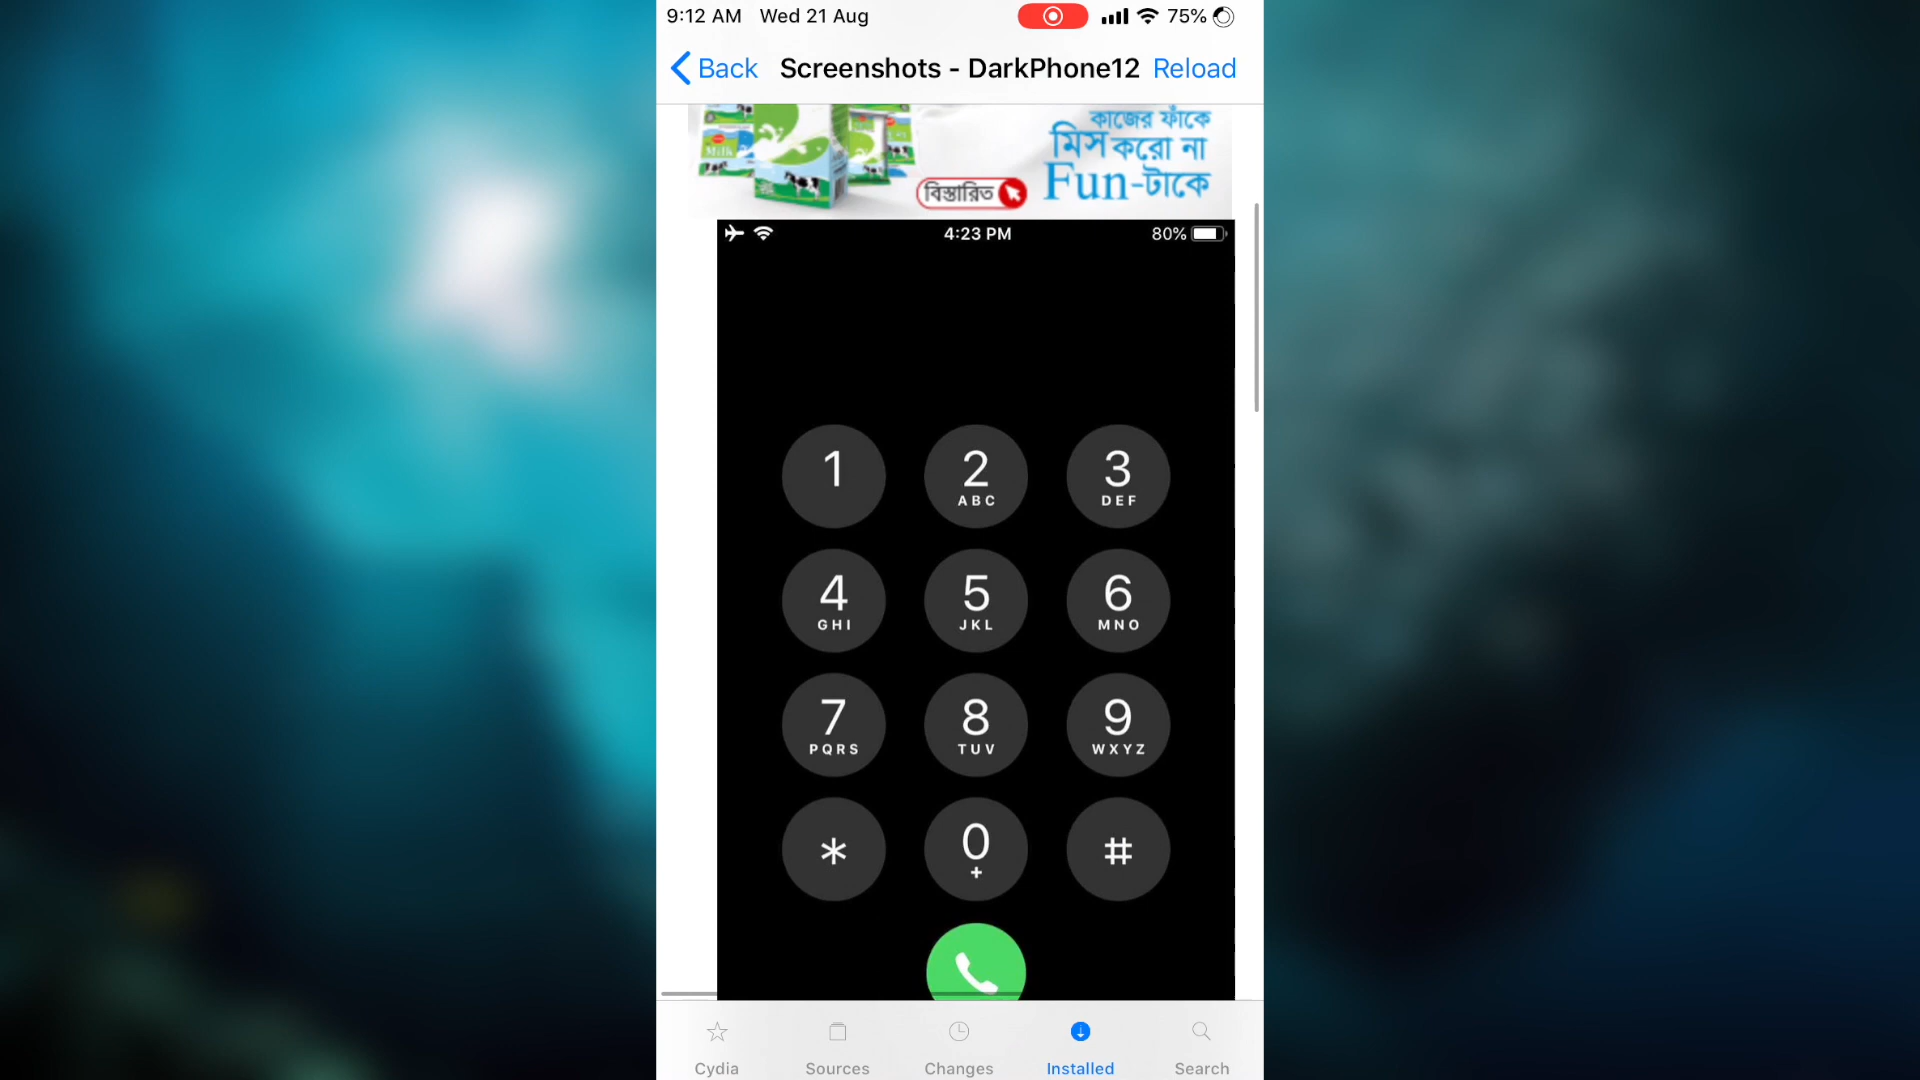 9:12 AM Wed 21 Aug 75%
Back Screenshots - DarkPhone12 Reload
কাজের ফাঁকে
মিস করো না
Fun-টাকে
Milk
বিস্তারিত
4:23 PM 80%
1 2 3
ABC DEF
4 5 6
GHI JKL MNO
7 8 9
PQRS TUV WXYZ
* 0 #
+
Cydia Sources Changes Installed Search